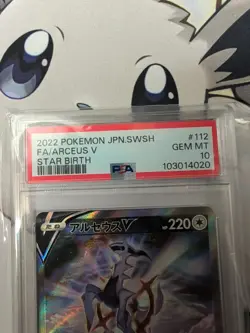 2022 POKEMON JPN.SWSH #112
FA/ARCEUS V GEM MT
STAR BIRTH 10
PSA 103014020
アルセウスV 220